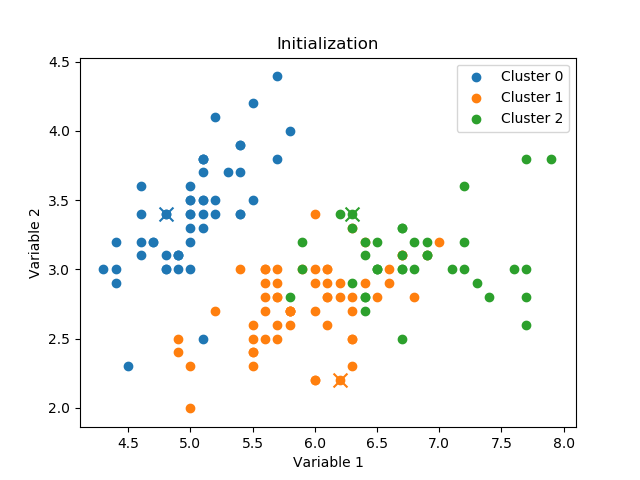 Initialization
Cluster 0
Cluster 1
Cluster 2
4.5
4.0
3.5
3.0
2.5
2.0
Variable 2
4.5 5.0 5.5 6.0 6.5 7.0 7.5 8.0
Variable 1